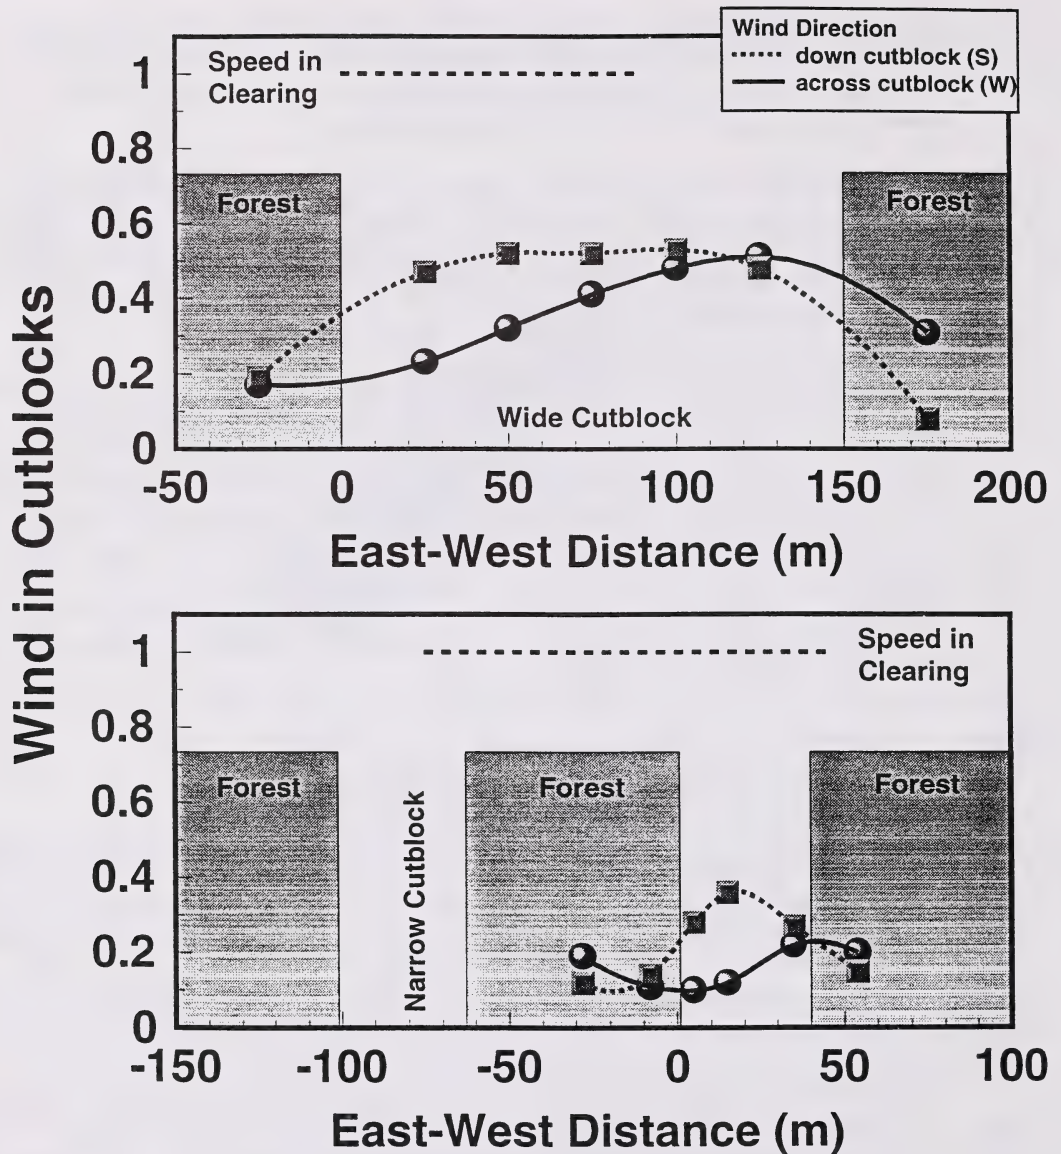 Wind Direction
down cutblock (S)
across cutblock (W)
Speed in
Clearing
1
0.8
0.6
0.4
0.2
0
Forest
Forest
Wide Cutblock
-50
0
50
100
150
200
East-West Distance (m)
Wind in Cutblocks
1
0.8
0.6
0.4
0.2
0
Speed in
Clearing
Forest
Forest
Forest
Narrow Cutblock
-150
-100
-50
0
50
100
East-West Distance (m)